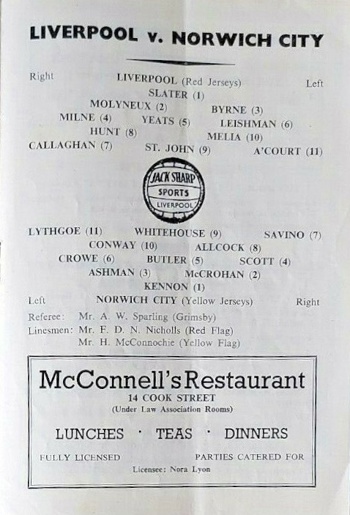 LIVERPOOL v. NORWICH CITY
Right LIVERPOOL (Red Jerseys) Left
SLATER (1)
MOLYNEUX (2) BYRNE (3)
MILNE (4) YEATS (5) LEISHMAN (6)
HUNT (8) MELIA (10)
CALLAGHAN (7) ST. JOHN (9) A'COURT (11)
JACK SHARP
SPORTS
LIVERPOOL
LYTHGOE (11) WHITEHOUSE (9) SAVINO (7)
CONWAY (10) ALLCOCK (8)
CROWE (6) BUTLER (5) SCOTT (4)
ASHMAN (3) McCROHAN (2)
KENNON (1)
Left NORWICH CITY (Yellow Jerseys) Right
Referee: Mr. A. W. Sparling (Grimsby)
Linesmen: Mr. F. D. N. Nicholls (Red Flag)
Mr. H. McConnochie (Yellow Flag)
McConnell's Restaurant
14 COOK STREET
(Under Law Association Rooms)
LUNCHES · TEAS · DINNERS
FULLY LICENSED PARTIES CATERED FOR
Licensee: Nora Lyon